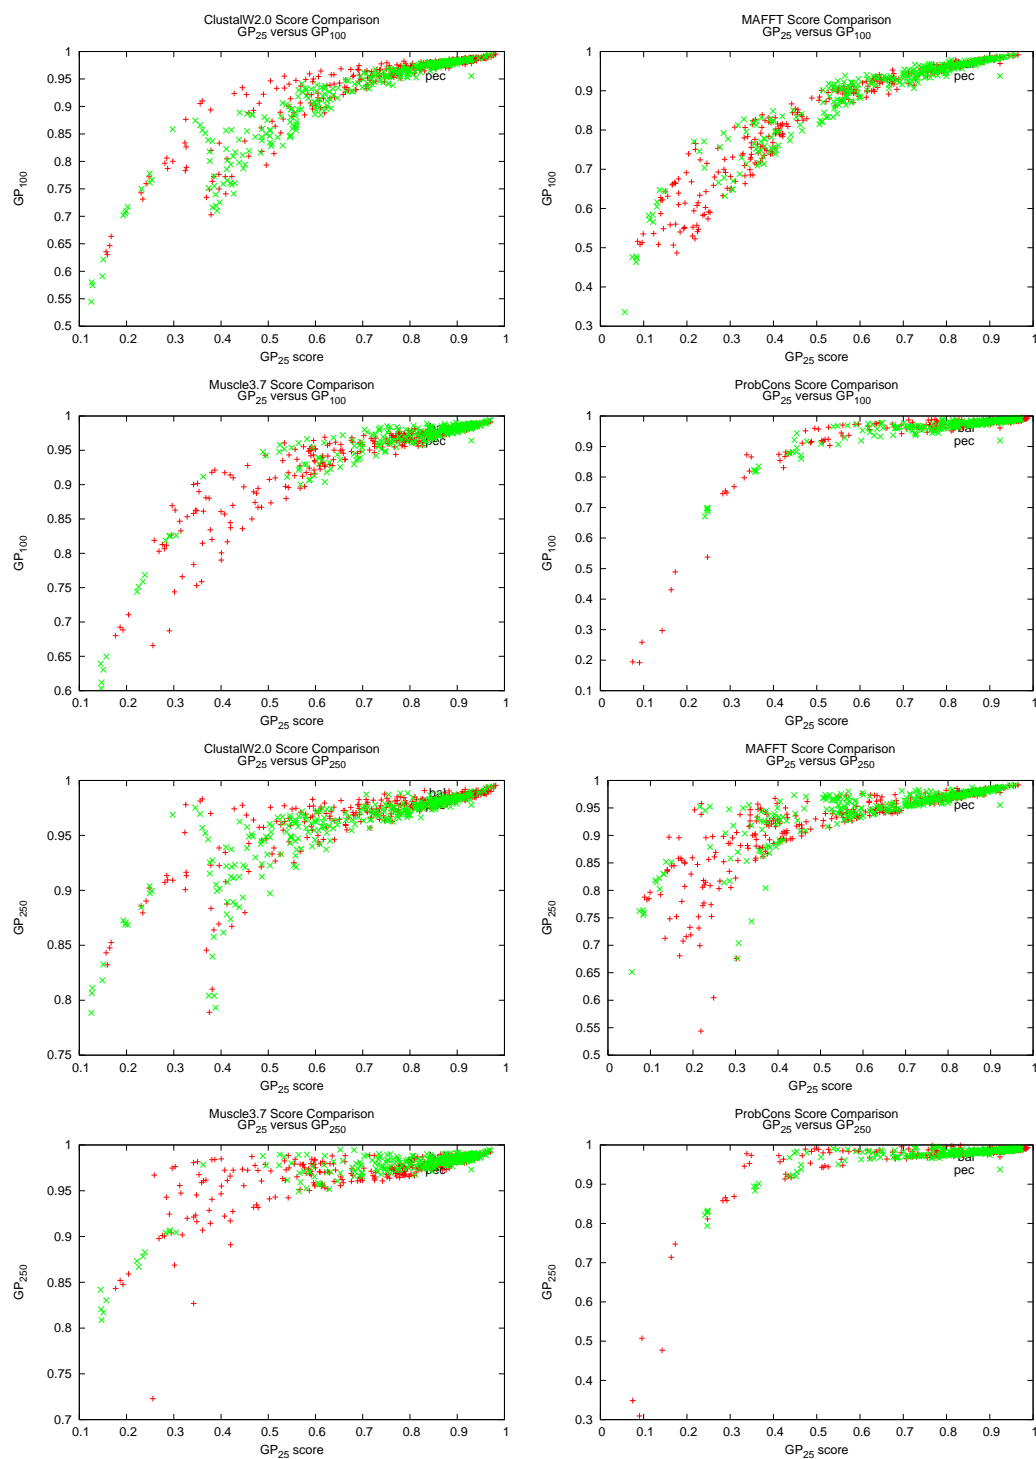 ClustalW2.0 Score Comparison
GP25 versus GP100
1
0.95
0.9
0.85
0.8
0.75
0.7
0.65
0.6
0.55
0.5
GP100
pec
0.1 0.2 0.3 0.4 0.5 0.6 0.7 0.8 0.9 1
GP25 score
MAFFT Score Comparison
GP25 versus GP100
1
0.9
0.8
0.7
0.6
0.5
0.4
0.3
GP100
pec
0 0.1 0.2 0.3 0.4 0.5 0.6 0.7 0.8 0.9 1
GP25 score
Muscle3.7 Score Comparison
GP25 versus GP100
1
0.95
0.9
0.85
0.8
0.75
0.7
0.65
0.6
GP100
pec
0.1 0.2 0.3 0.4 0.5 0.6 0.7 0.8 0.9 1
GP25 score
ProbCons Score Comparison
GP25 versus GP100
1
0.9
0.8
0.7
0.6
0.5
0.4
0.3
0.2
0.1
GP100
bal
pec
0 0.1 0.2 0.3 0.4 0.5 0.6 0.7 0.8 0.9 1
GP25 score
ClustalW2.0 Score Comparison
GP25 versus GP250
1
0.95
0.9
0.85
0.8
0.75
GP250
bal
0.1 0.2 0.3 0.4 0.5 0.6 0.7 0.8 0.9 1
GP25 score
MAFFT Score Comparison
GP25 versus GP250
1
0.95
0.9
0.85
0.8
0.75
0.7
0.65
0.6
0.55
0.5
GP250
pec
0 0.1 0.2 0.3 0.4 0.5 0.6 0.7 0.8 0.9 1
GP25 score
Muscle3.7 Score Comparison
GP25 versus GP250
1
0.95
0.9
0.85
0.8
0.75
0.7
GP250
pec
0.1 0.2 0.3 0.4 0.5 0.6 0.7 0.8 0.9 1
GP25 score
ProbCons Score Comparison
GP25 versus GP250
1
0.9
0.8
0.7
0.6
0.5
0.4
0.3
GP250
bal
pec
0 0.1 0.2 0.3 0.4 0.5 0.6 0.7 0.8 0.9 1
GP25 score